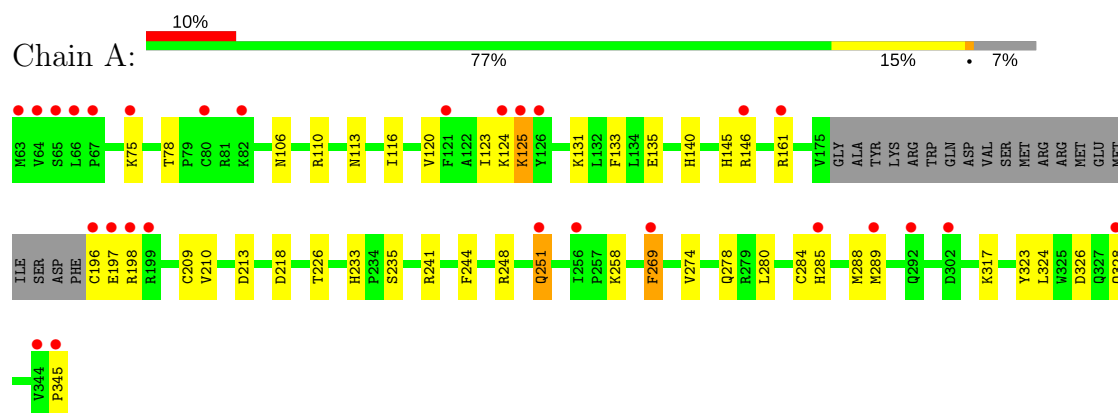 10%
Chain A:
77% 15% • 7%
M63 V64 S65 L66 P67 K75 T78 P79 C80 R81 K82 N106 R110 N113 I116 V120 F121 A122 I123 K124 K125 Y126 K131 L132 F133 L134 E135 H140 H145 R146 R161 V175 GLY ALA TYR LYS ARG TRP GLN ASP VAL SER MET ARG ARG MET GLU MET
ILE SER ASP PHE C196 E197 R198 R199 C209 V210 D213 D218 T226 H233 P234 S235 R241 F244 R248 Q251 I256 P257 K258 F269 V274 Q278 R279 L280 C284 H285 M288 M289 Q292 D302 K317 Y323 L324 W325 D326 Q327 Q328
V344 P345